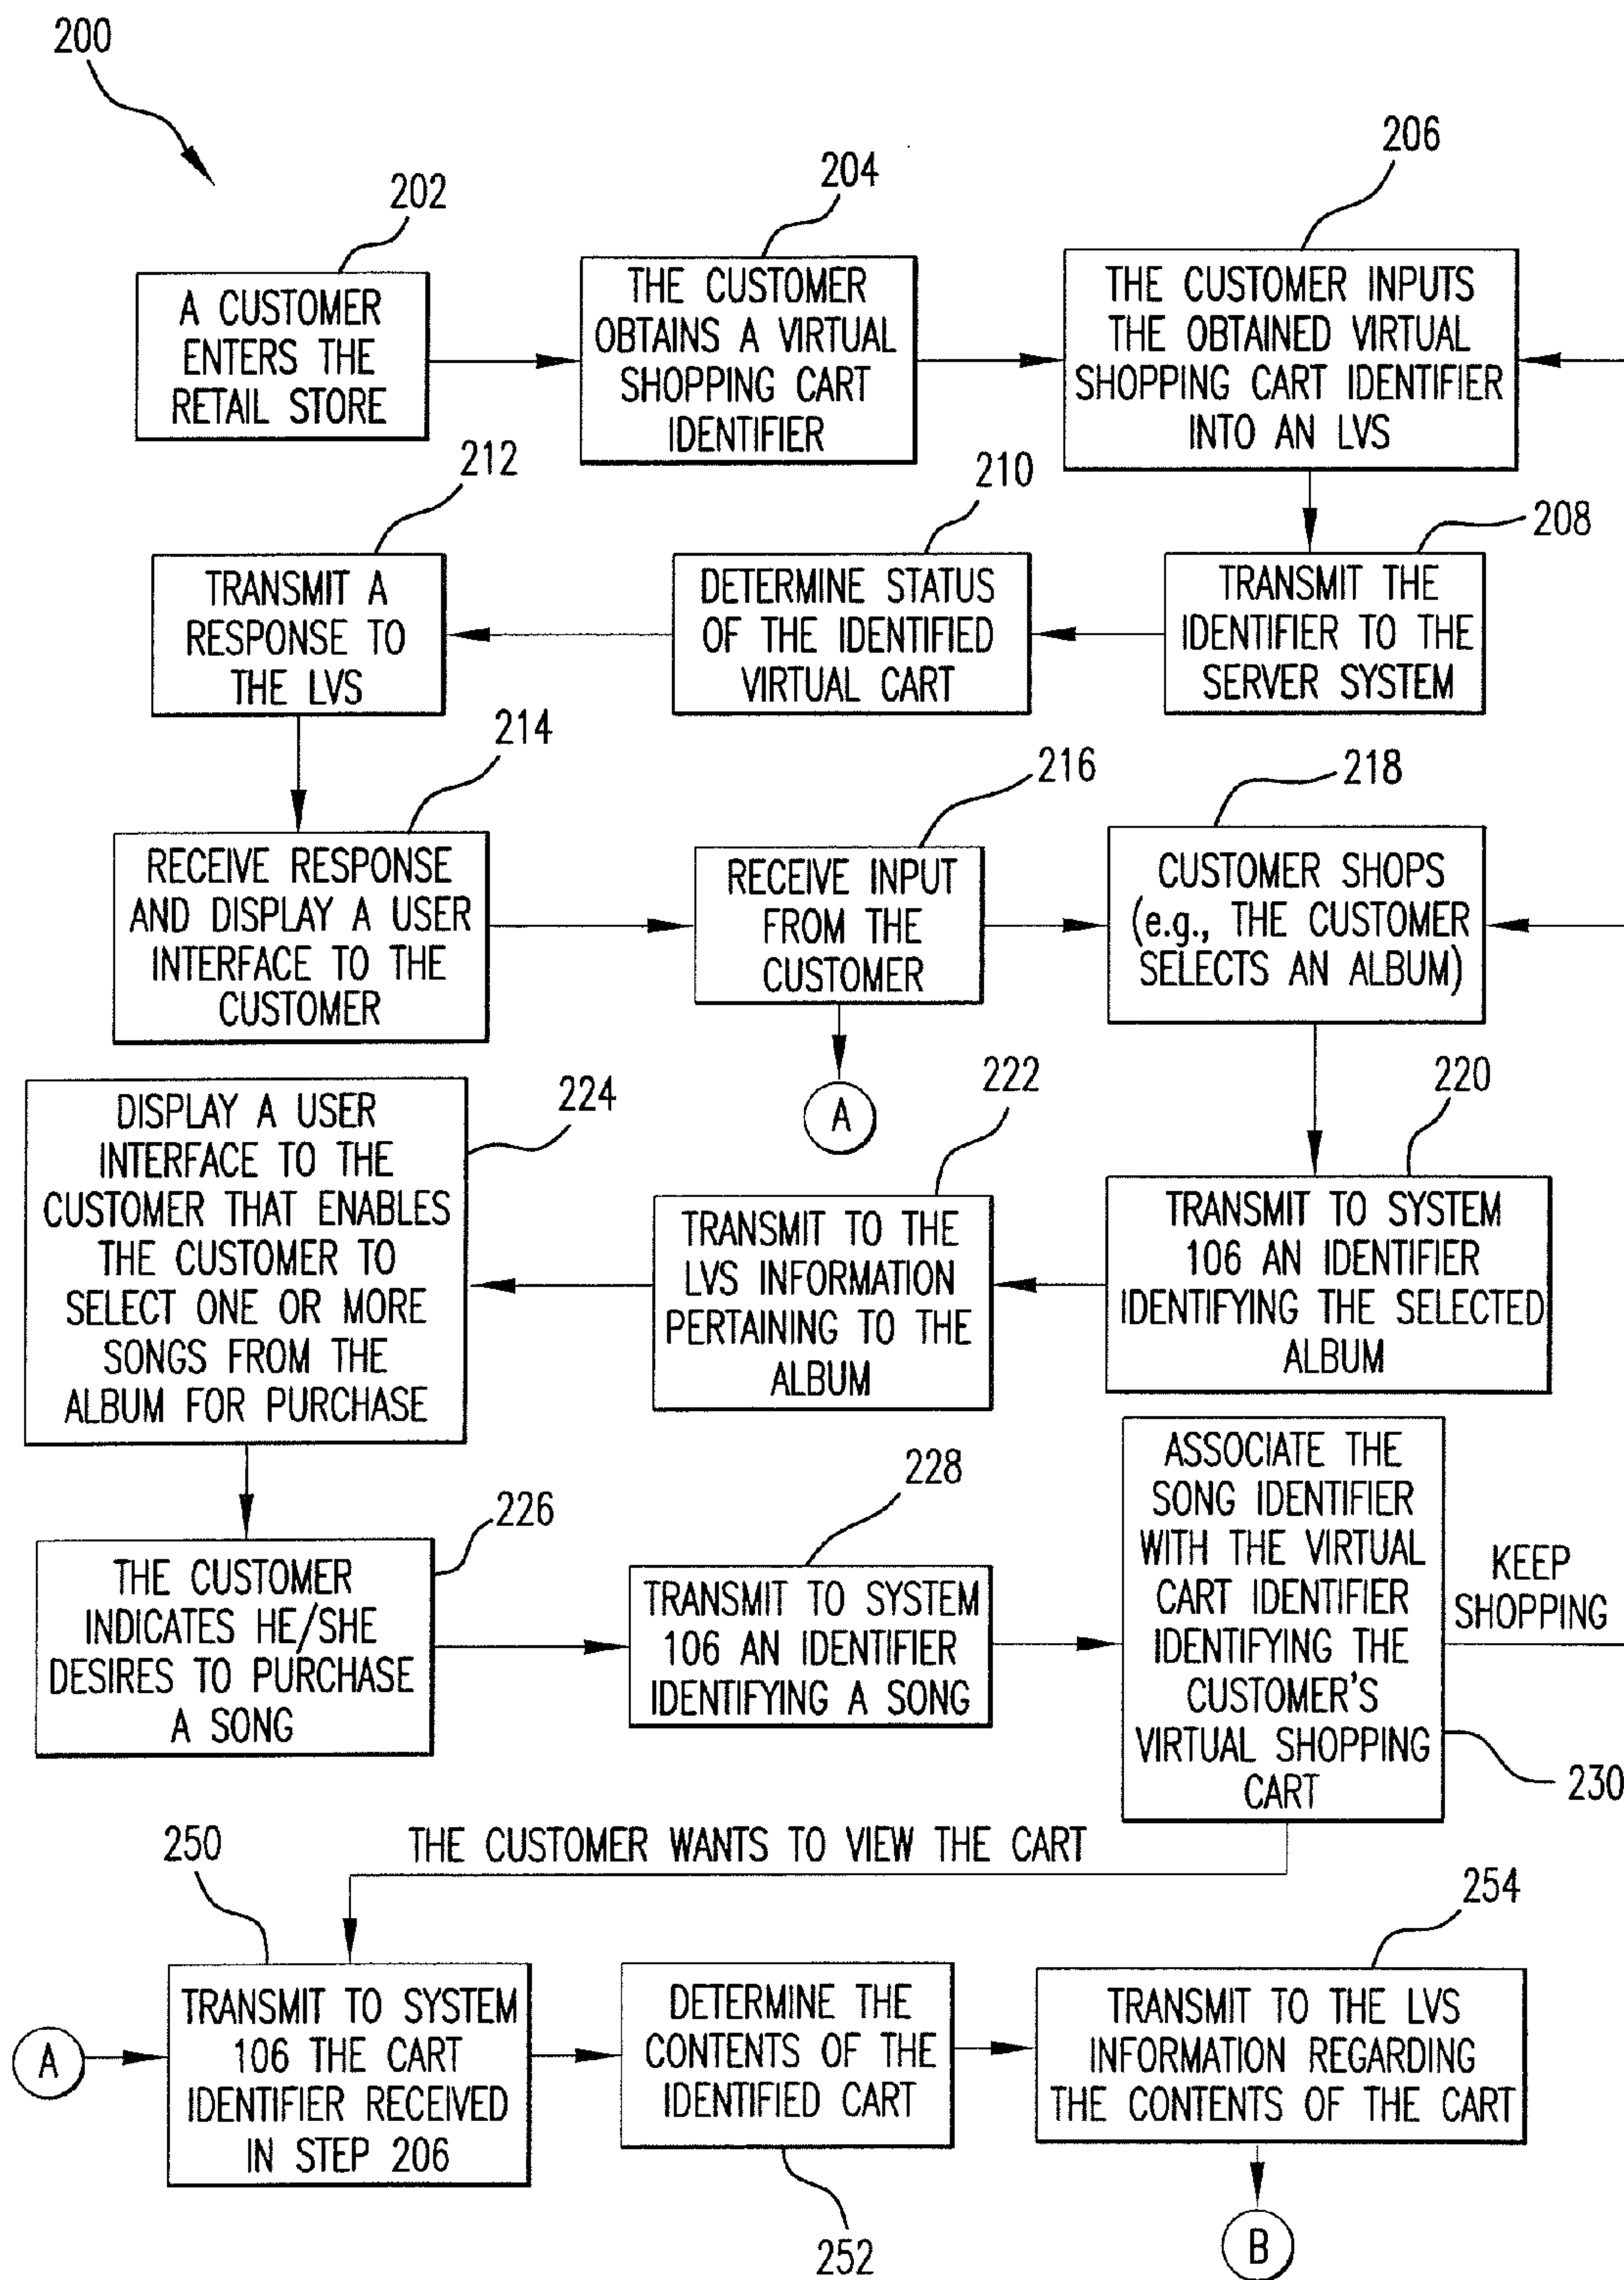 200
202
204
206
A CUSTOMER
ENTERS THE
RETAIL STORE
THE CUSTOMER
OBTAINS A VIRTUAL
SHOPPING CART
IDENTIFIER
THE CUSTOMER INPUTS
THE OBTAINED VIRTUAL
SHOPPING CART IDENTIFIER
INTO AN LVS
212
210
208
TRANSMIT A
RESPONSE TO
THE LVS
DETERMINE STATUS
OF THE IDENTIFIED
VIRTUAL CART
TRANSMIT THE
IDENTIFIER TO THE
SERVER SYSTEM
214
216
218
RECEIVE RESPONSE
AND DISPLAY A USER
INTERFACE TO THE
CUSTOMER
RECEIVE INPUT
FROM THE
CUSTOMER
CUSTOMER SHOPS
(e.g., THE CUSTOMER
SELECTS AN ALBUM)
A
224
222
220
DISPLAY A USER
INTERFACE TO THE
CUSTOMER THAT ENABLES
THE CUSTOMER TO
SELECT ONE OR MORE
SONGS FROM THE
ALBUM FOR PURCHASE
TRANSMIT TO THE
LVS INFORMATION
PERTAINING TO THE
ALBUM
TRANSMIT TO SYSTEM
106 AN IDENTIFIER
IDENTIFYING THE SELECTED
ALBUM
226
228
THE CUSTOMER
INDICATES HE/SHE
DESIRES TO PURCHASE
A SONG
TRANSMIT TO SYSTEM
106 AN IDENTIFIER
IDENTIFYING A SONG
ASSOCIATE THE
SONG IDENTIFIER
WITH THE VIRTUAL
CART IDENTIFIER
IDENTIFYING THE
CUSTOMER'S
VIRTUAL SHOPPING
CART
KEEP
SHOPPING
230
THE CUSTOMER WANTS TO VIEW THE CART
250
254
A
TRANSMIT TO SYSTEM
106 THE CART
IDENTIFIER RECEIVED
IN STEP 206
DETERMINE THE
CONTENTS OF THE
IDENTIFIED CART
TRANSMIT TO THE LVS
INFORMATION REGARDING
THE CONTENTS OF THE CART
252
B